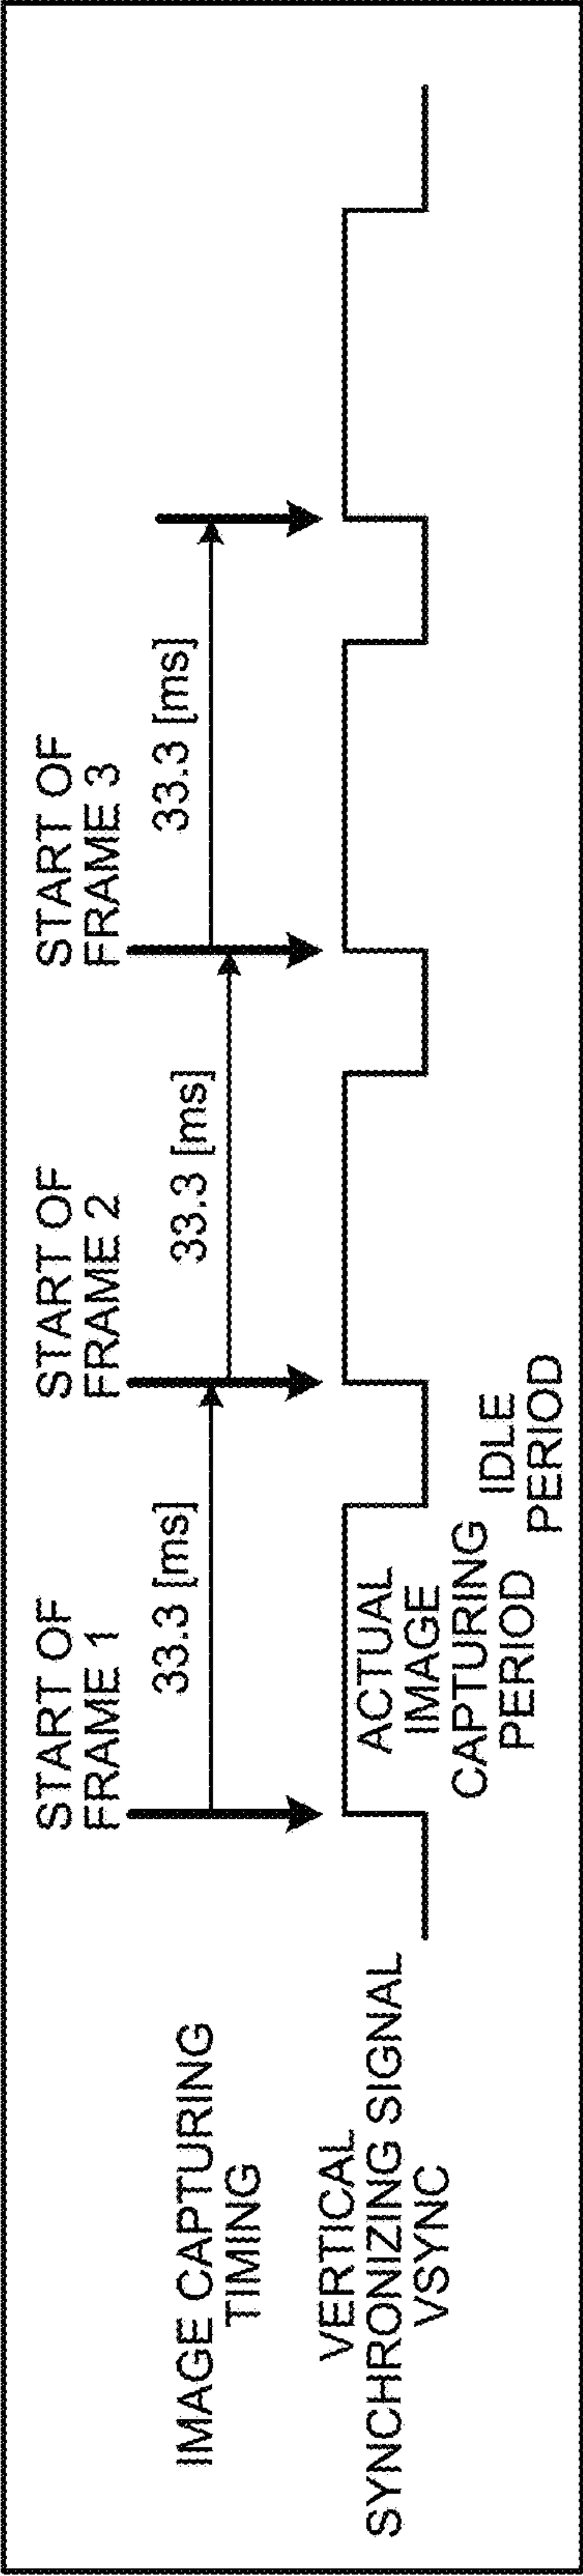 START OF
FRAME 1
START OF
FRAME 2
START OF
FRAME 3
IMAGE CAPTURING
TIMING
33.3 [ms]
33.3 [ms]
33.3 [ms]
VERTICAL
SYNCHRONIZING SIGNAL
VSYNC
ACTUAL
IMAGE
CAPTURING
PERIOD
IDLE
PERIOD